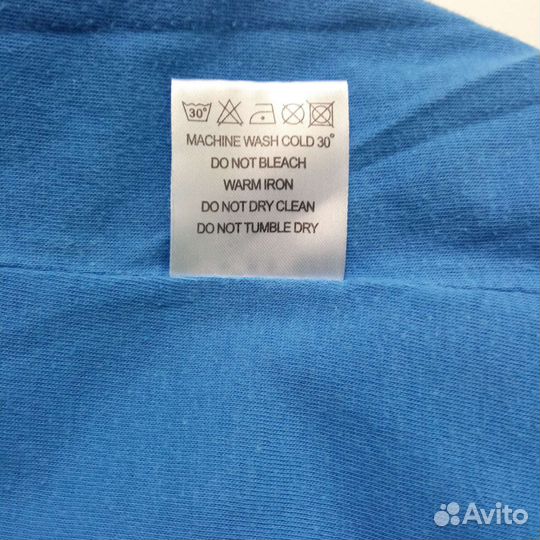 30°
MACHINE WASH COLD 30°
DO NOT BLEACH
WARM IRON
DO NOT DRY CLEAN
DO NOT TUMBLE DRY
Avito